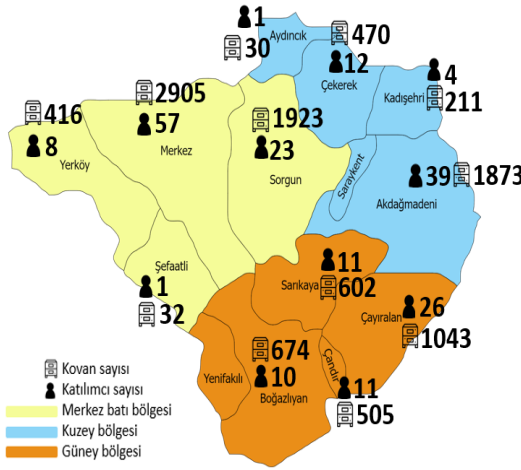 1
Aydıncık
30
470
12
Çekerek
4
Kadışehri
211
2905
57
Merkez
416
8
Yerköy
1923
23
Sorgun
Saraykent
39
1873
Akdağmadeni
Şefaatli
1
32
11
Sarıkaya
602
26
Çayıralan
1043
674
10
Boğazlıyan
Yenifakılı
Çandır
11
505
Kovan sayısı
Katılımcı sayısı
Merkez batı bölgesi
Kuzey bölgesi
Güney bölgesi